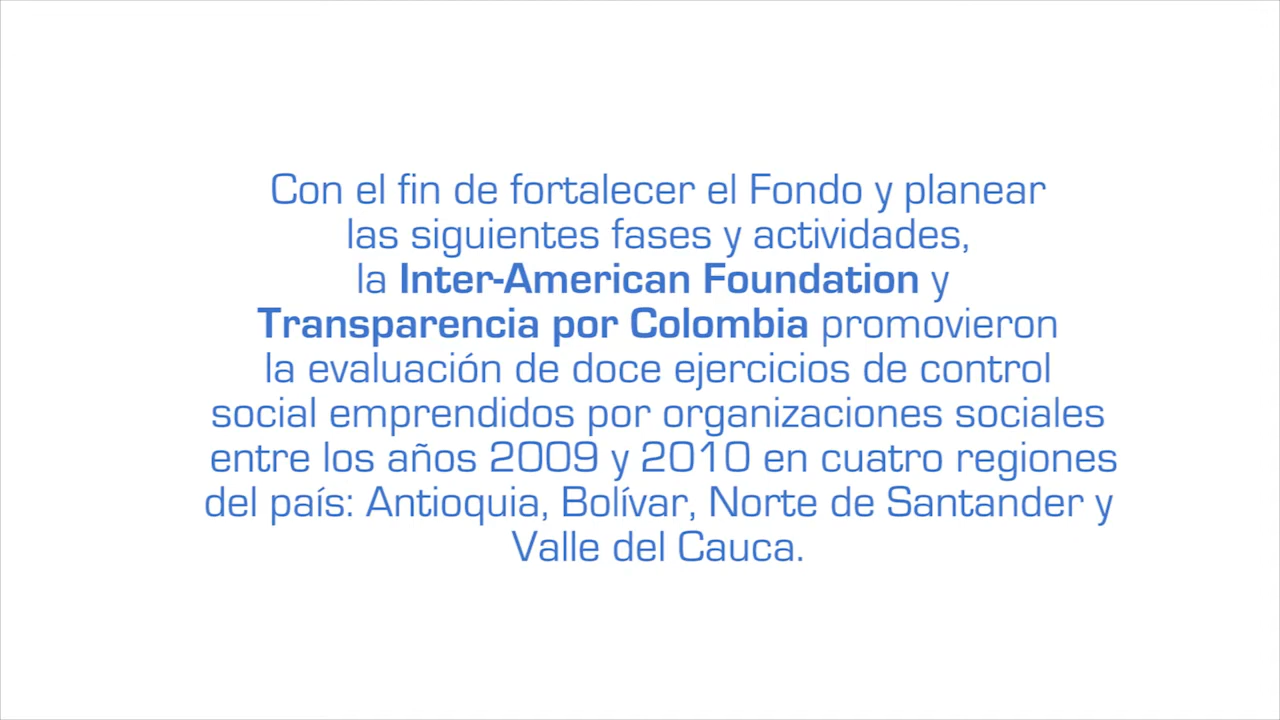 Con el fin de fortalecer el Fondo y planear
las siguientes fases y actividades,
la Inter-American Foundation y
Transparencia por Colombia promovieron
la evaluación de doce ejercicios de control
social emprendidos por organizaciones sociales
entre los años 2009 y 2010 en cuatro regiones
del país: Antioquia, Bolívar, Norte de Santander y
Valle del Cauca.